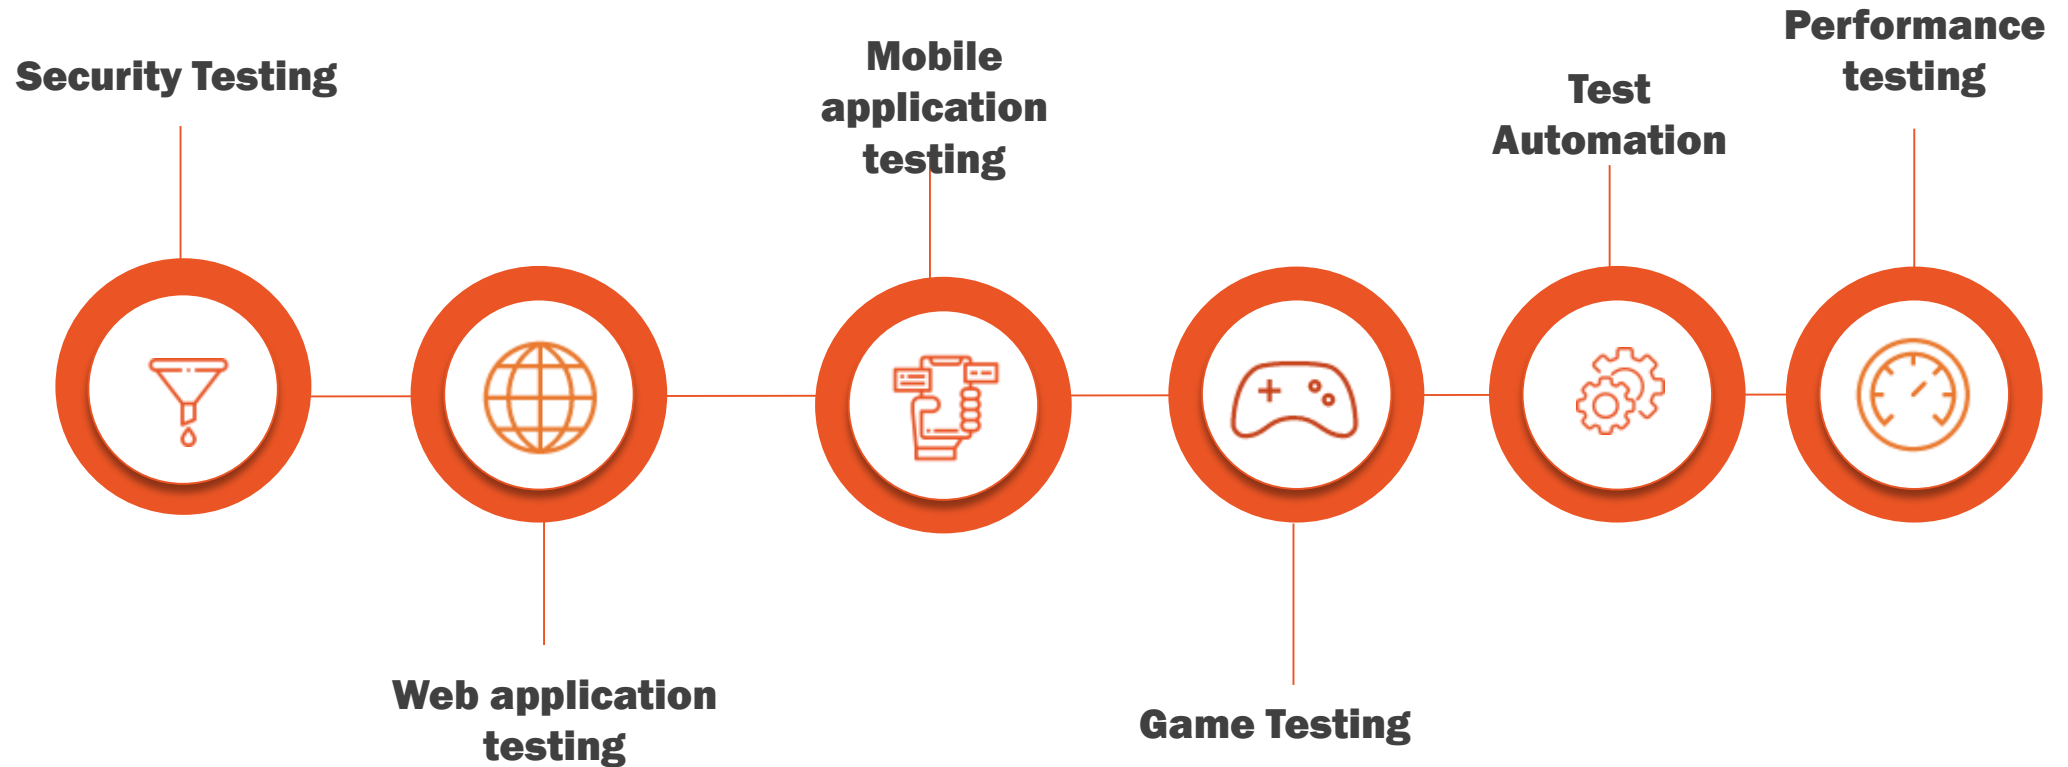 Security Testing
Web application
testing
Mobile
application
testing
Game Testing
Test
Automation
Performance
testing